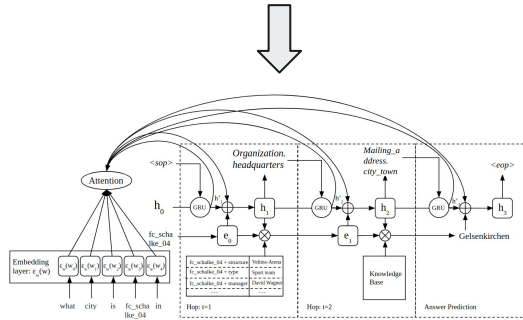 Organization.
headquarters
Mailing_a
ddress.
city_town
<sop>
<eop>
Attention
GRU
h'
GRU
h'
GRU
h'
h₀
h₁
h₂
h₃
fc_scha
lke_04
e₀
e₁
Gelsenkirchen
Embedding
layer: ε_u(w)
what
city
is
fc_scha
lke_04
in
fc_schalke_04 + structure
Veltins-Arena
fc_schalke_04 + type
Sport team
fc_schalke_04 + manager
David Wagner
......
......
Knowledge
Base
Hop: t=1
Hop: t=2
Answer Prediction